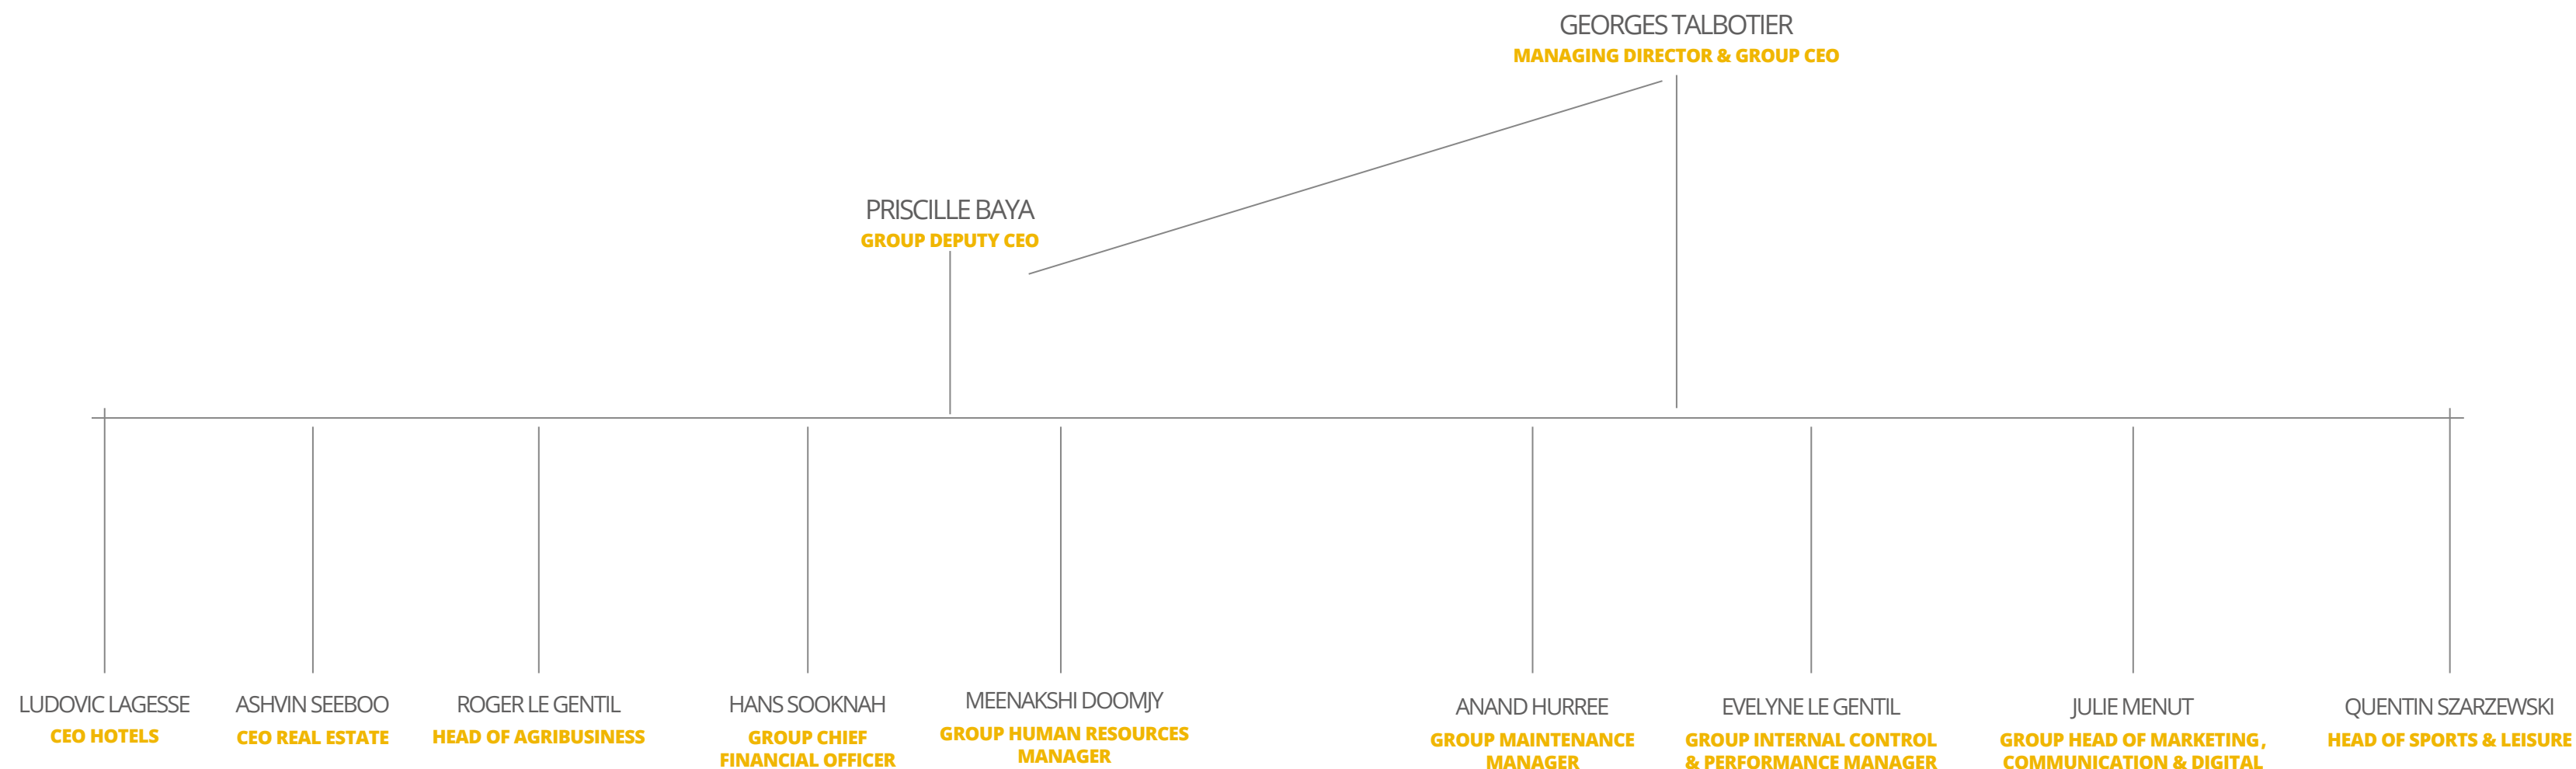 GEORGES TALBOTIER
MANAGING DIRECTOR & GROUP CEO
PRISCILLE BAYA
GROUP DEPUTY CEO
LUDOVIC LAGESSE
CEO HOTELS
ASHVIN SEEBOO
CEO REAL ESTATE
ROGER LE GENTIL
HEAD OF AGRIBUSINESS
HANS SOOKNAH
GROUP CHIEF
FINANCIAL OFFICER
MEENAKSHI DOOMJY
GROUP HUMAN RESOURCES
MANAGER
ANAND HURREE
GROUP MAINTENANCE
MANAGER
EVELYNE LE GENTIL
GROUP INTERNAL CONTROL
& PERFORMANCE MANAGER
JULIE MENUT
GROUP HEAD OF MARKETING,
COMMUNICATION & DIGITAL
QUENTIN SZARZEWSKI
HEAD OF SPORTS & LEISURE